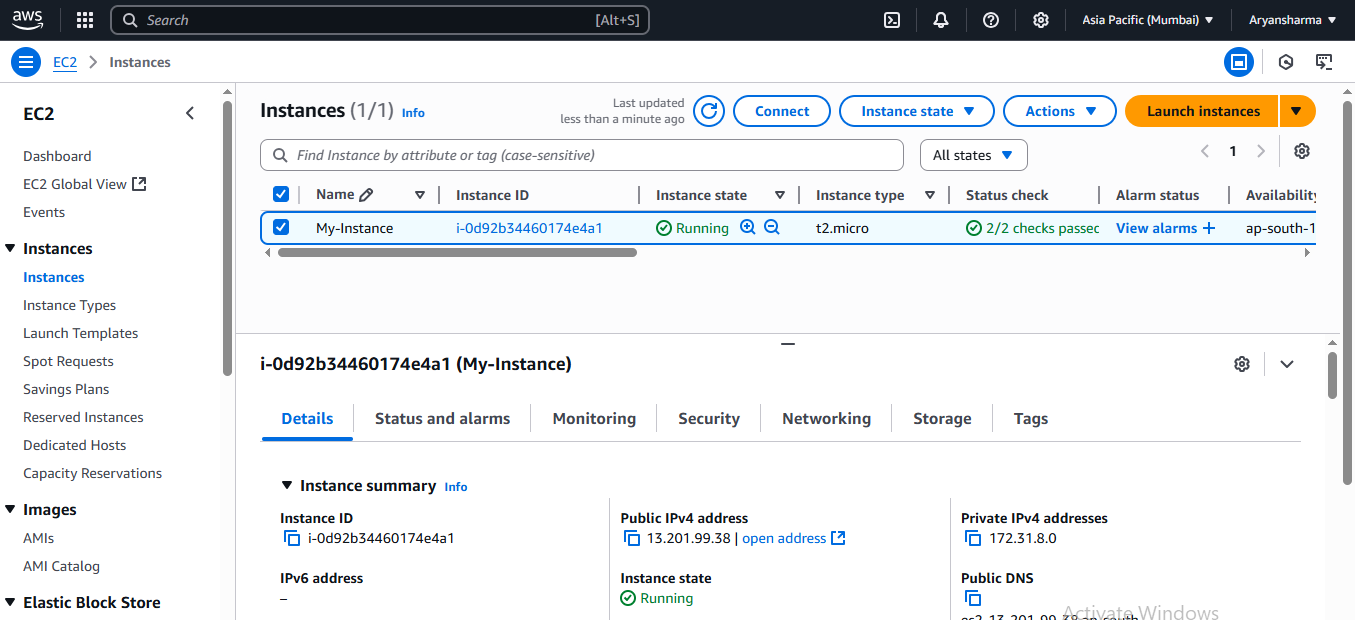 aws Search [Alt+S] Asia Pacific (Mumbai) Aryansharma
EC2 Instances
EC2
Dashboard
EC2 Global View
Events
Instances
Instances
Instance Types
Launch Templates
Spot Requests
Savings Plans
Reserved Instances
Dedicated Hosts
Capacity Reservations
Images
AMIs
AMI Catalog
Elastic Block Store
Instances (1/1) Info
Last updated
less than a minute ago
Connect Instance state Actions Launch instances
Find Instance by attribute or tag (case-sensitive) All states 1
Name Instance ID Instance state Instance type Status check Alarm status Availability
My-Instance i-0d92b34460174e4a1 Running t2.micro 2/2 checks passec View alarms + ap-south-1
i-0d92b34460174e4a1 (My-Instance)
Details Status and alarms Monitoring Security Networking Storage Tags
Instance summary Info
Instance ID Public IPv4 address Private IPv4 addresses
i-0d92b34460174e4a1 13.201.99.38 | open address 172.31.8.0
IPv6 address Instance state Public DNS
– Running
Activate Windows